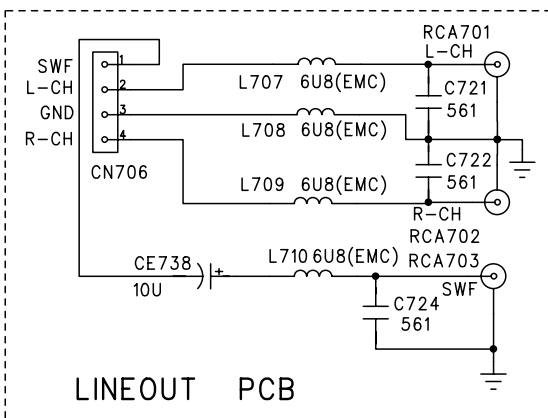 RCA701
L-CH
SWF 1
L-CH 2
GND 3
R-CH 4
CN706
L707 6U8(EMC)
C721
561
L708 6U8(EMC)
C722
561
L709 6U8(EMC)
R-CH
RCA702
CE738
10U
+
L710 6U8(EMC)
RCA703
SWF
C724
561
LINEOUT PCB